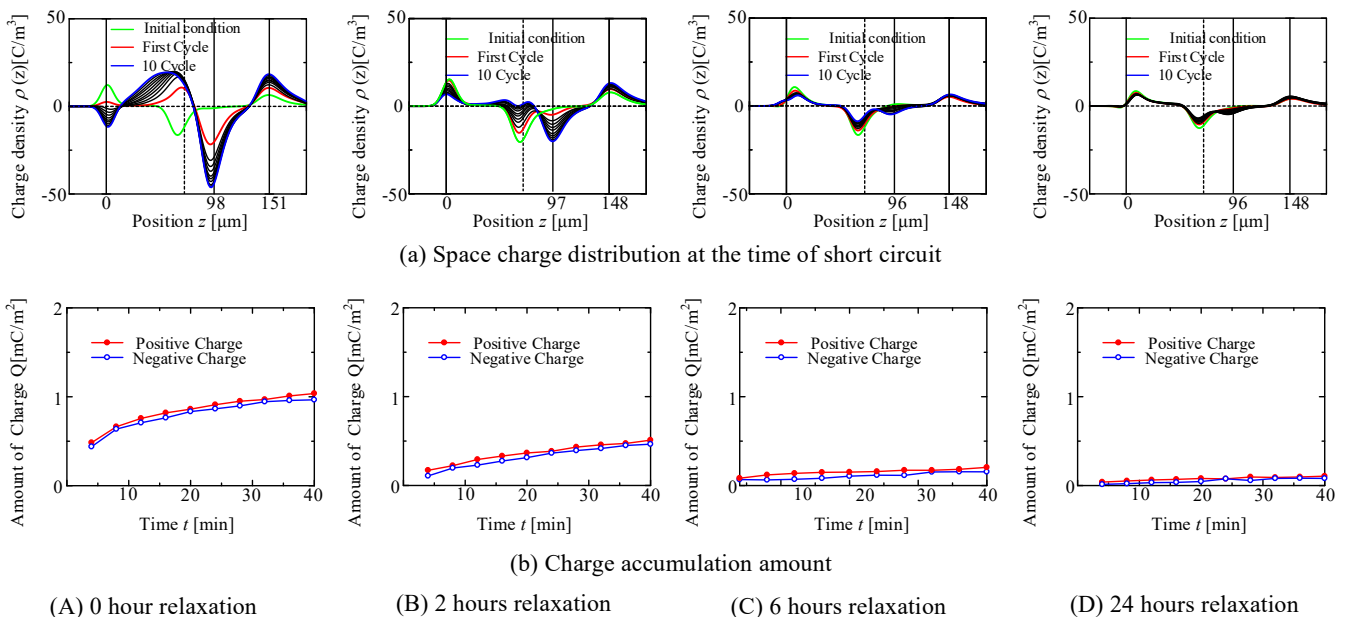 Charge density ρ (z)[C/m³]
50
0
-50
Initial condition
First Cycle
10 Cycle
0
98
151
Position z [μm]
Charge density ρ (z)[C/m³]
50
0
-50
Initial condition
First Cycle
10 Cycle
0
97
148
Position z [μm]
Charge density ρ (z)[C/m³]
50
0
-50
Initial condition
First Cycle
10 Cycle
0
96
148
Position z [μm]
Charge density ρ (z)[C/m³]
50
0
-50
Initial condition
First Cycle
10 Cycle
0
96
148
Position z [μm]
(a) Space charge distribution at the time of short circuit
Amount of Charge Q[mC/m²]
2
1
0
Positive Charge
Negative Charge
10
20
30
40
Time t [min]
Amount of Charge Q[mC/m²]
2
1
0
Positive Charge
Negative Charge
10
20
30
40
Time t [min]
Amount of Charge Q[mC/m²]
2
1
0
Positive Charge
Negative Charge
10
20
30
40
Time t [min]
Amount of Charge Q[mC/m²]
2
1
0
Positive Charge
Negative Charge
10
20
30
40
Time t [min]
(b) Charge accumulation amount
(A) 0 hour relaxation
(B) 2 hours relaxation
(C) 6 hours relaxation
(D) 24 hours relaxation